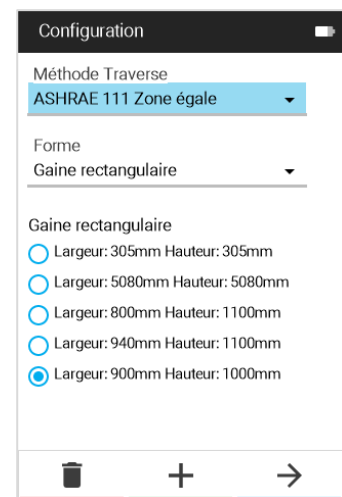 Configuration
Méthode Traverse
ASHRAE 111 Zone égale
Forme
Gaine rectangulaire
Gaine rectangulaire
Largeur: 305mm Hauteur: 305mm
Largeur: 5080mm Hauteur: 5080mm
Largeur: 800mm Hauteur: 1100mm
Largeur: 940mm Hauteur: 1100mm
Largeur: 900mm Hauteur: 1000mm